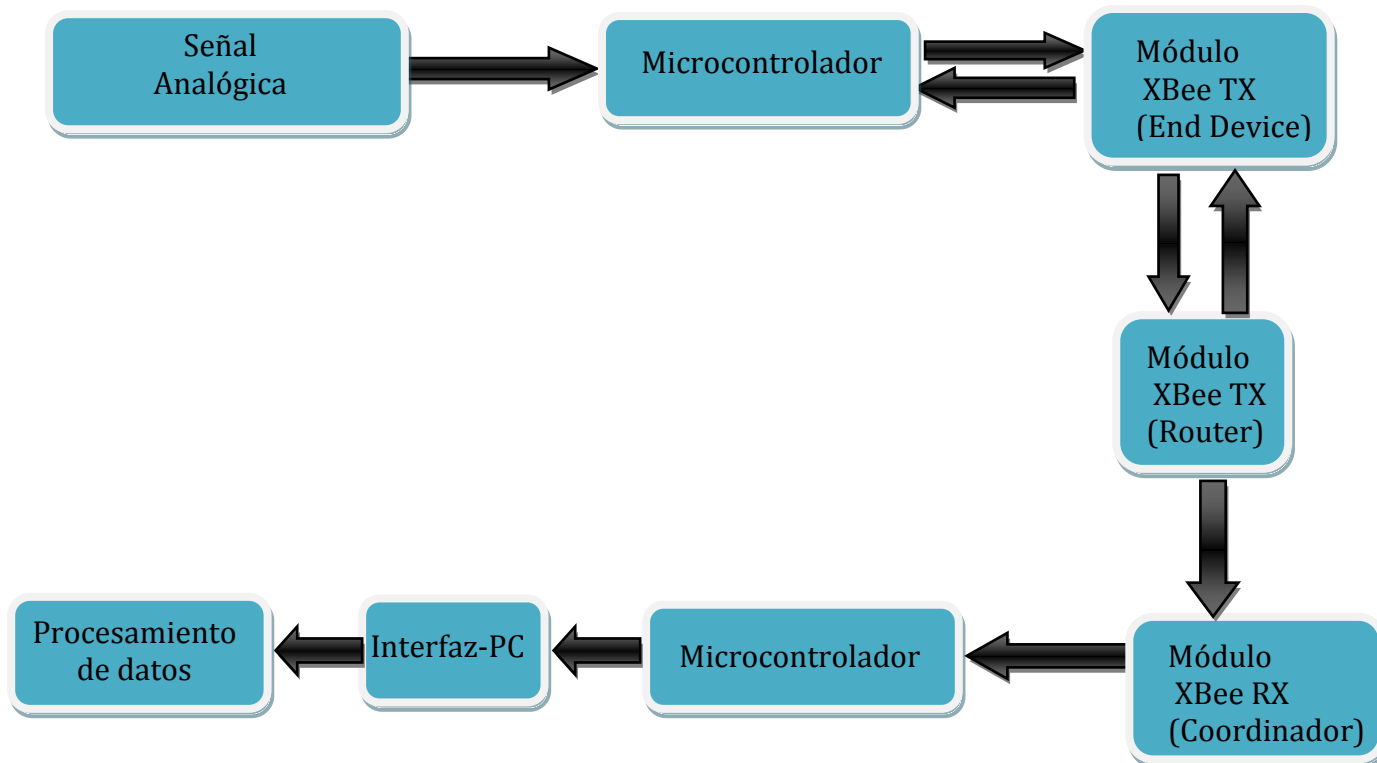 Señal
Analógica
Microcontrolador
Módulo
XBee TX
(End Device)
Módulo
XBee TX
(Router)
Módulo
XBee RX
(Coordinador)
Microcontrolador
Interfaz-PC
Procesamiento
de datos